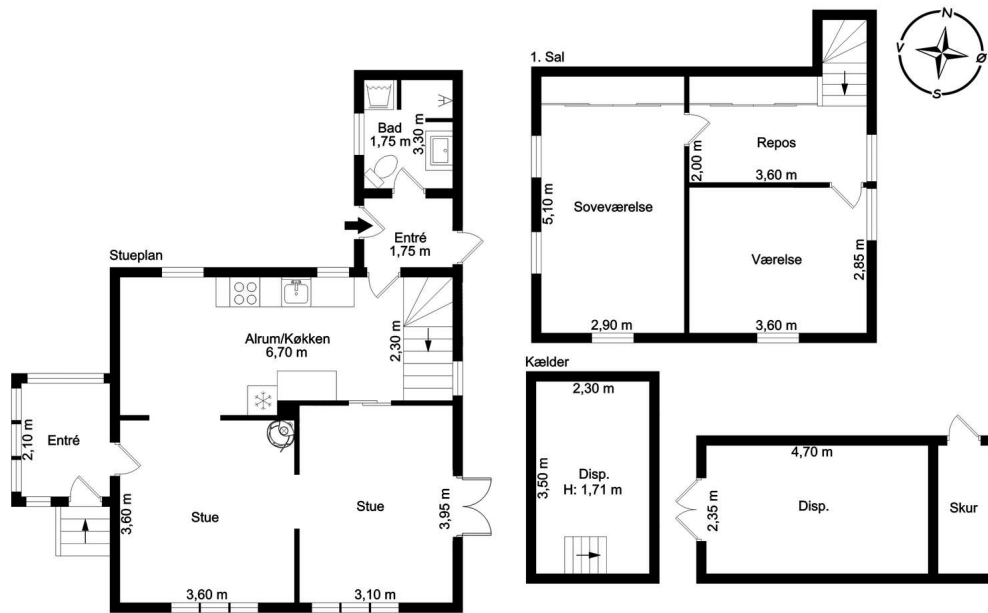 Stueplan
Bad
1,75 m
3,30 m
Entré
1,75 m
Alrum/Køkken
6,70 m
2,30 m
Entré
2,10 m
Stue
3,60 m
3,60 m
Stue
3,95 m
3,10 m
1. Sal
Soveværelse
5,10 m
2,90 m
Repos
2,00 m
3,60 m
Værelse
2,85 m
3,60 m
N
V
Ø
S
Kælder
2,30 m
3,50 m
Disp.
H: 1,71 m
4,70 m
2,35 m
Disp.
Skur